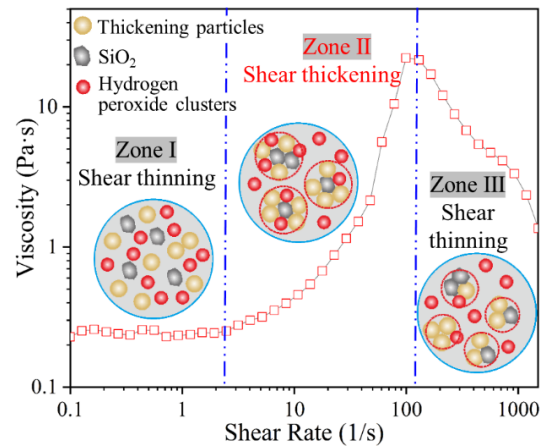 Thickening particles
SiO₂
Hydrogen
peroxide clusters
Zone I
Shear thinning
Zone II
Shear thickening
Zone III
Shear
thinning
Viscosity (Pa·s)
10
1
0.1
0.1
1
10
100
1000
Shear Rate (1/s)